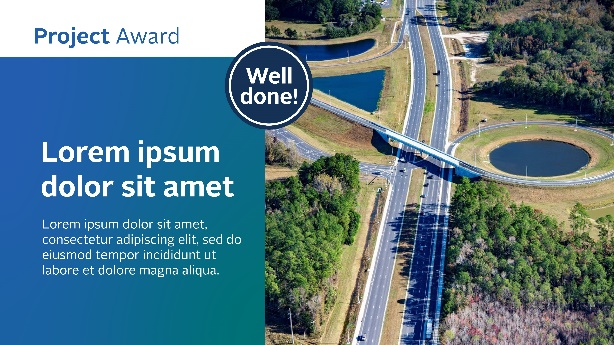 Project Award
Well
done!
Lorem ipsum
dolor sit amet
Lorem ipsum dolor sit amet,
consectetur adipiscing elit, sed do
eiusmod tempor incididunt ut
labore et dolore magna aliqua.